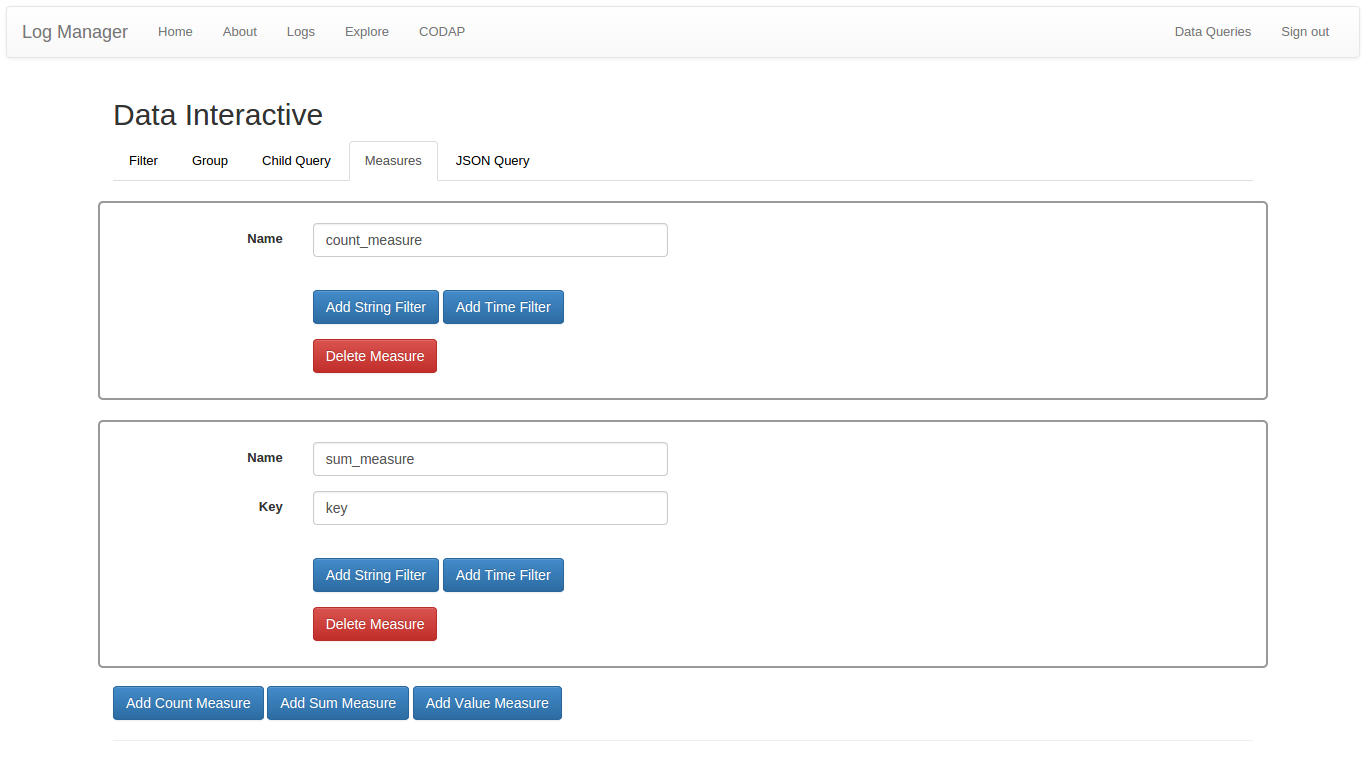 Log Manager Home About Logs Explore CODAP Data Queries Sign out
Data Interactive
Filter Group Child Query Measures JSON Query
Name count_measure
Add String Filter Add Time Filter
Delete Measure
Name sum_measure
Key key
Add String Filter Add Time Filter
Delete Measure
Add Count Measure Add Sum Measure Add Value Measure